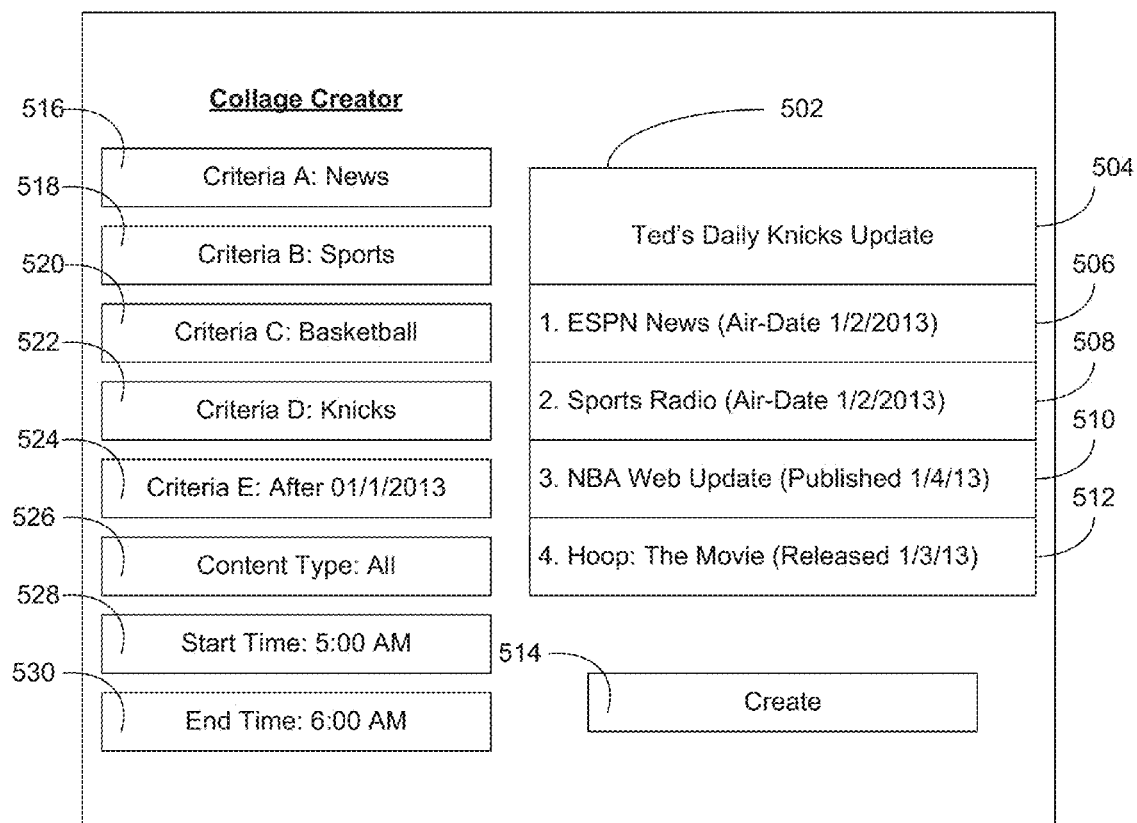 Collage Creator
516
Criteria A: News
518
Criteria B: Sports
520
Criteria C: Basketball
522
Criteria D: Knicks
524
Criteria E: After 01/1/2013
526
Content Type: All
528
Start Time: 5:00 AM
530
End Time: 6:00 AM
502
504
Ted's Daily Knicks Update
506
1. ESPN News (Air-Date 1/2/2013)
508
2. Sports Radio (Air-Date 1/2/2013)
510
3. NBA Web Update (Published 1/4/13)
512
4. Hoop: The Movie (Released 1/3/13)
514
Create